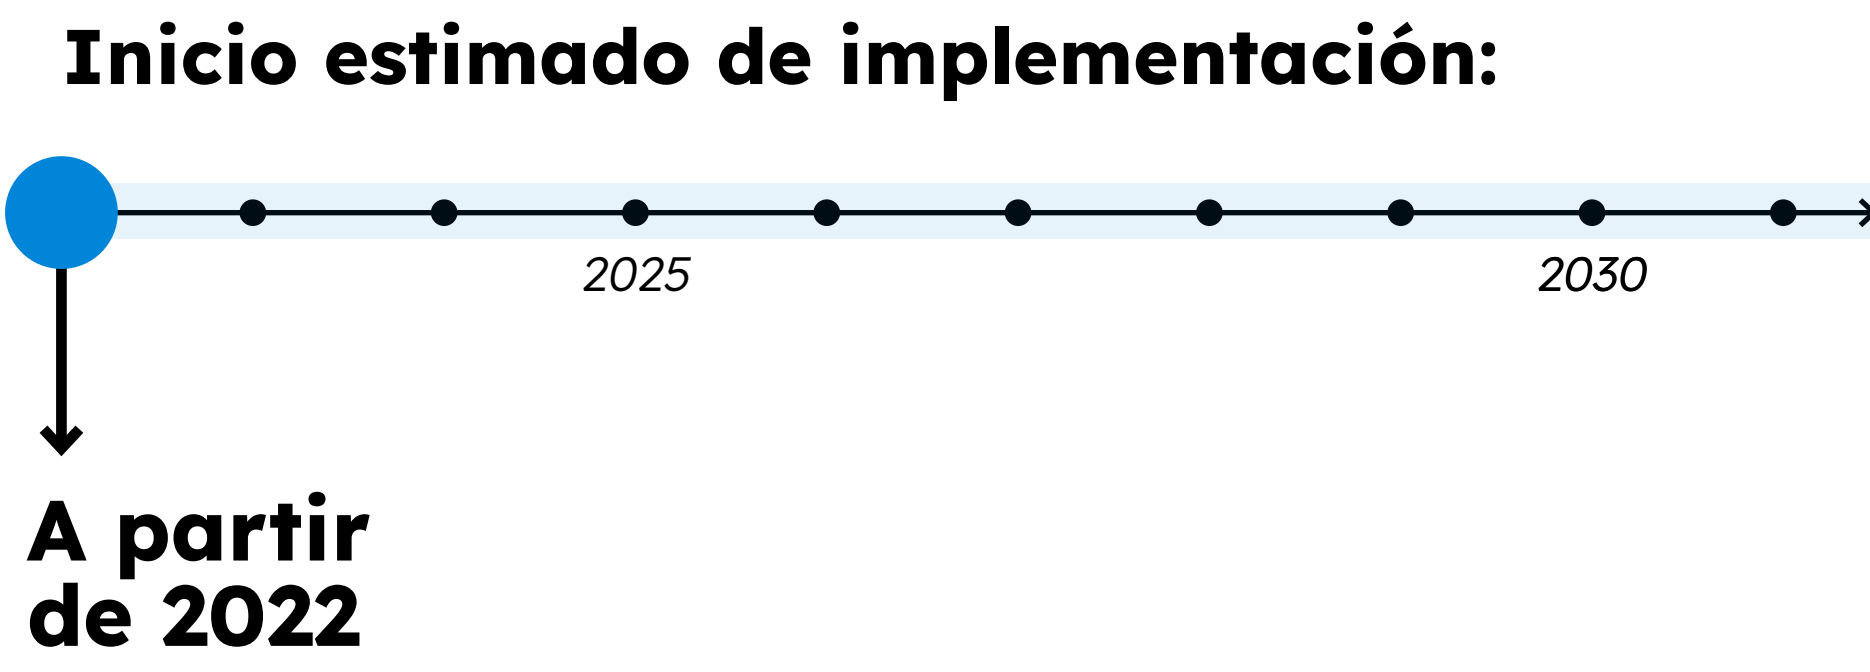 Inicio estimado de implementación:
2025
2030
A partir
de 2022